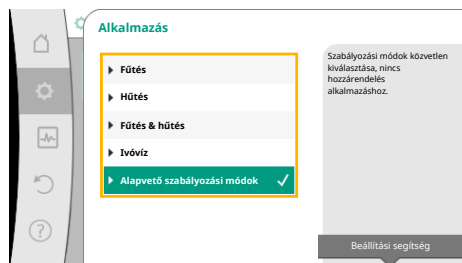 Alkalmazás
Fűtés
Hűtés
Fűtés & hűtés
Ivóvíz
Alapvető szabályozási módok
Szabályozási módok közvetlen
kiválasztása, nincs
hozzárendelés
alkalmazáshoz.
Beállítási segítség